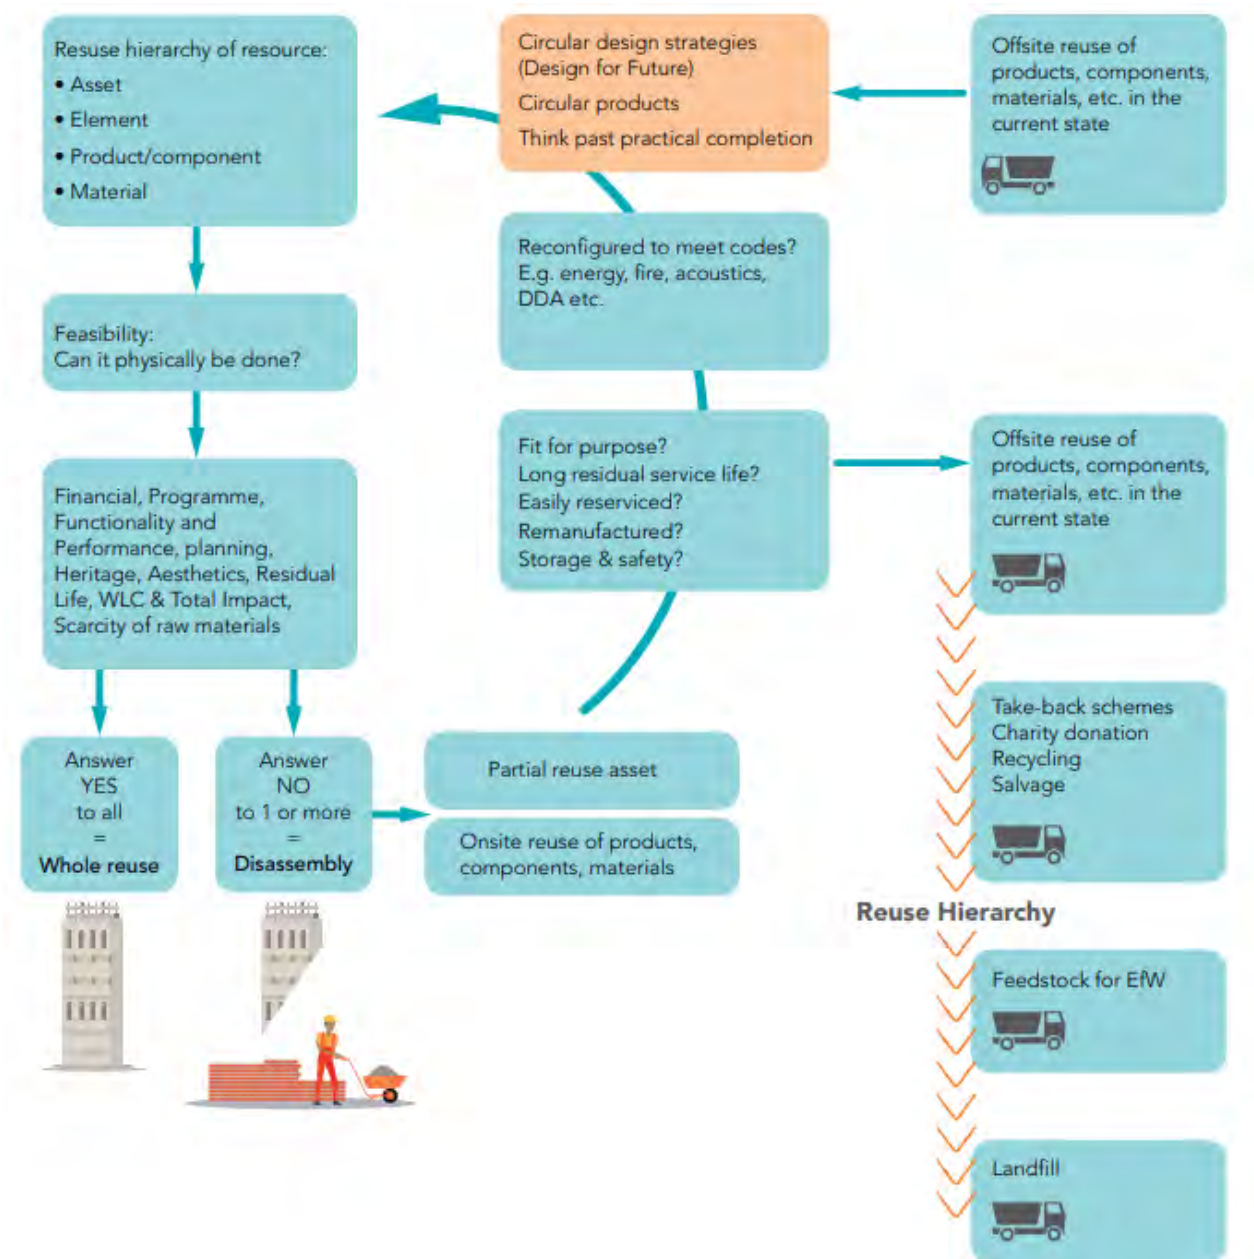 Resuse hierarchy of resource:
• Asset
• Element
• Product/component
• Material
Feasibility:
Can it physically be done?
Financial, Programme,
Functionality and
Performance, planning,
Heritage, Aesthetics, Residual
Life, WLC & Total Impact,
Scarcity of raw materials
Answer
YES
to all
=
Whole reuse
Answer
NO
to 1 or more
=
Disassembly
Partial reuse asset
Onsite reuse of products,
components, materials
Circular design strategies
(Design for Future)
Circular products
Think past practical completion
Reconfigured to meet codes?
E.g. energy, fire, acoustics,
DDA etc.
Fit for purpose?
Long residual service life?
Easily reserviced?
Remanufactured?
Storage & safety?
Offsite reuse of
products, components,
materials, etc. in the
current state
Offsite reuse of
products, components,
materials, etc. in the
current state
Take-back schemes
Charity donation
Recycling
Salvage
Reuse Hierarchy
Feedstock for EfW
Landfill